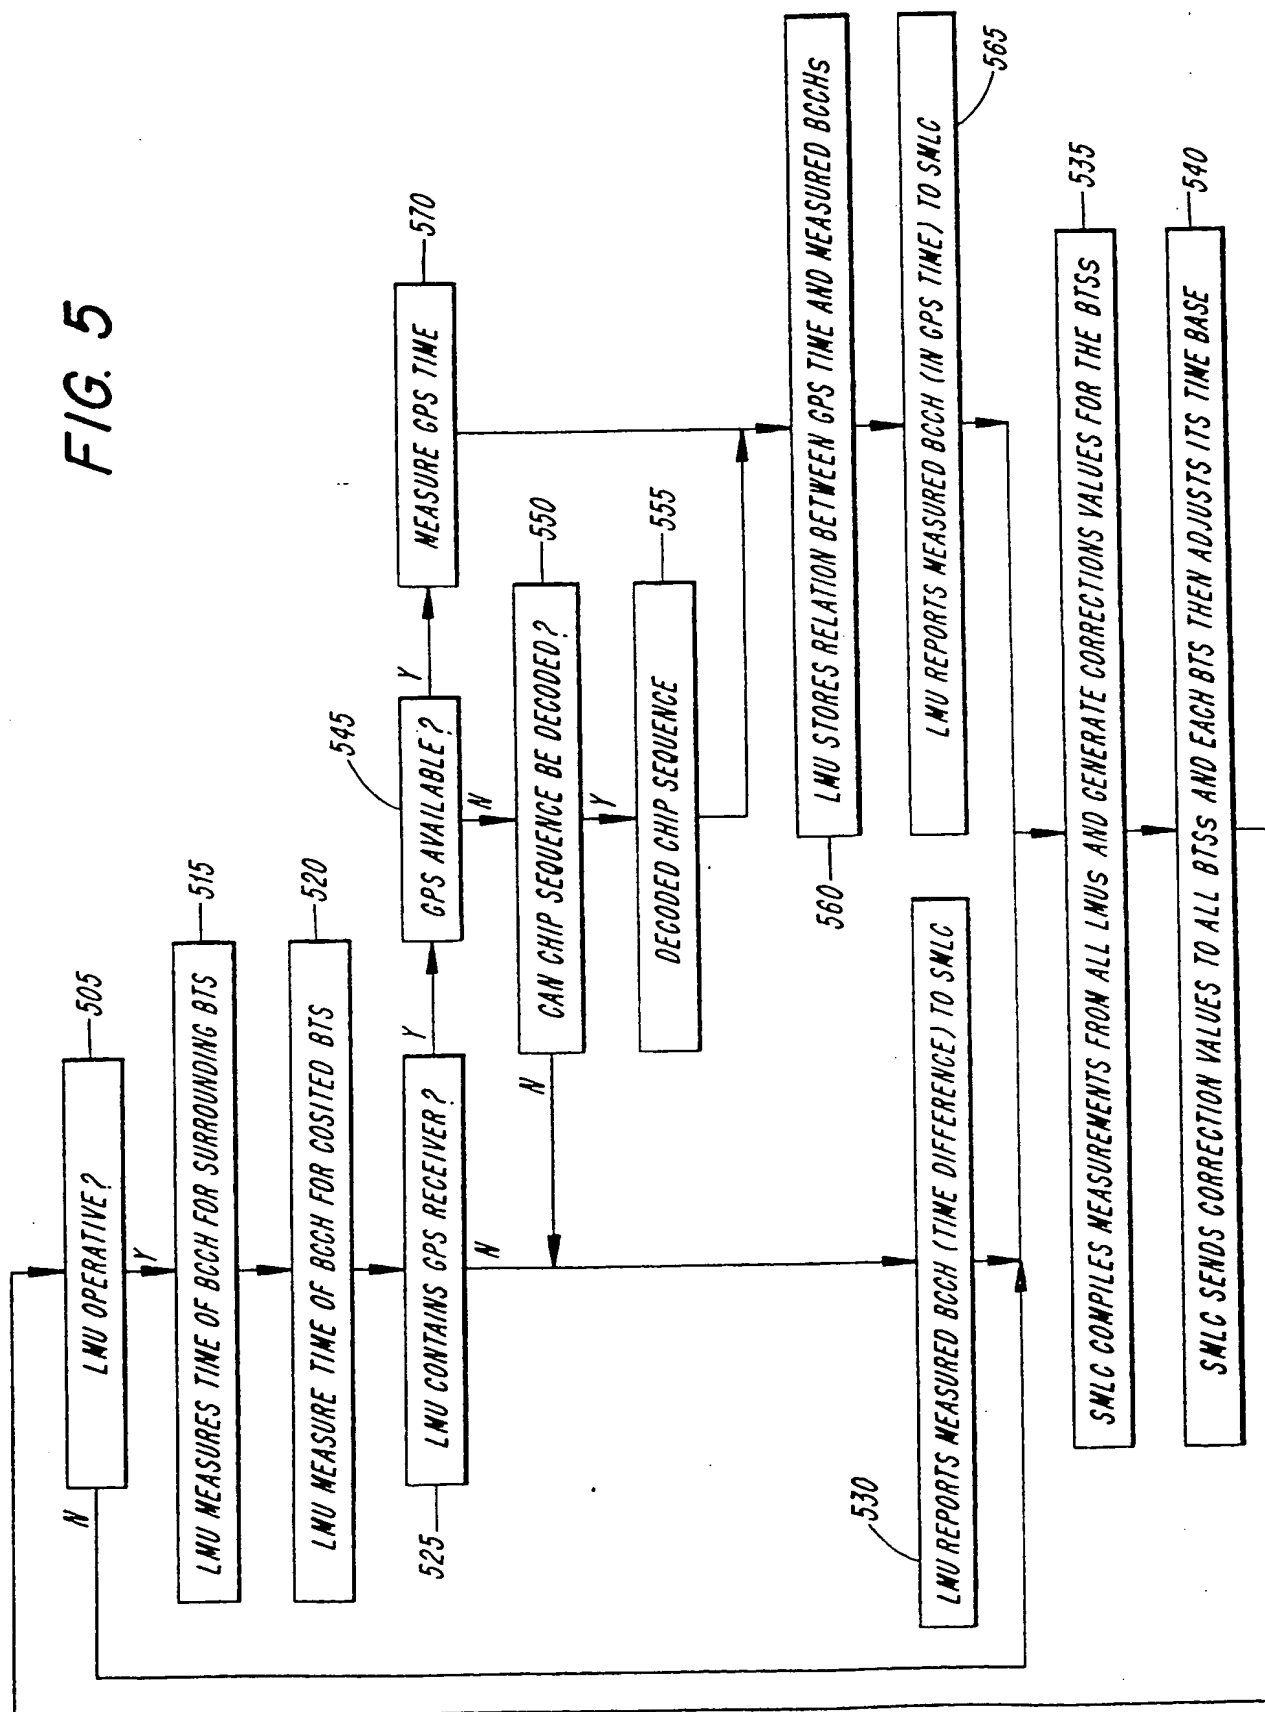 FIG. 5
LMU OPERATIVE?
505
N
Y
LMU MEASURES TIME OF BCCH FOR SURROUNDING BTS
515
LMU MEASURE TIME OF BCCH FOR COSITED BTS
520
LMU CONTAINS GPS RECEIVER?
525
Y
N
GPS AVAILABLE?
545
Y
N
MEASURE GPS TIME
570
CAN CHIP SEQUENCE BE DECODED?
550
N
Y
DECODED CHIP SEQUENCE
555
LMU STORES RELATION BETWEEN GPS TIME AND MEASURED BCCHs
560
LMU REPORTS MEASURED BCCH (IN GPS TIME) TO SMLC
565
LMU REPORTS MEASURED BCCH (TIME DIFFERENCE) TO SMLC
530
SMLC COMPILES MEASUREMENTS FROM ALL LMUs AND GENERATE CORRECTIONS VALUES FOR THE BTSs
535
SMLC SENDS CORRECTION VALUES TO ALL BTSs AND EACH BTS THEN ADJUSTS ITS TIME BASE
540